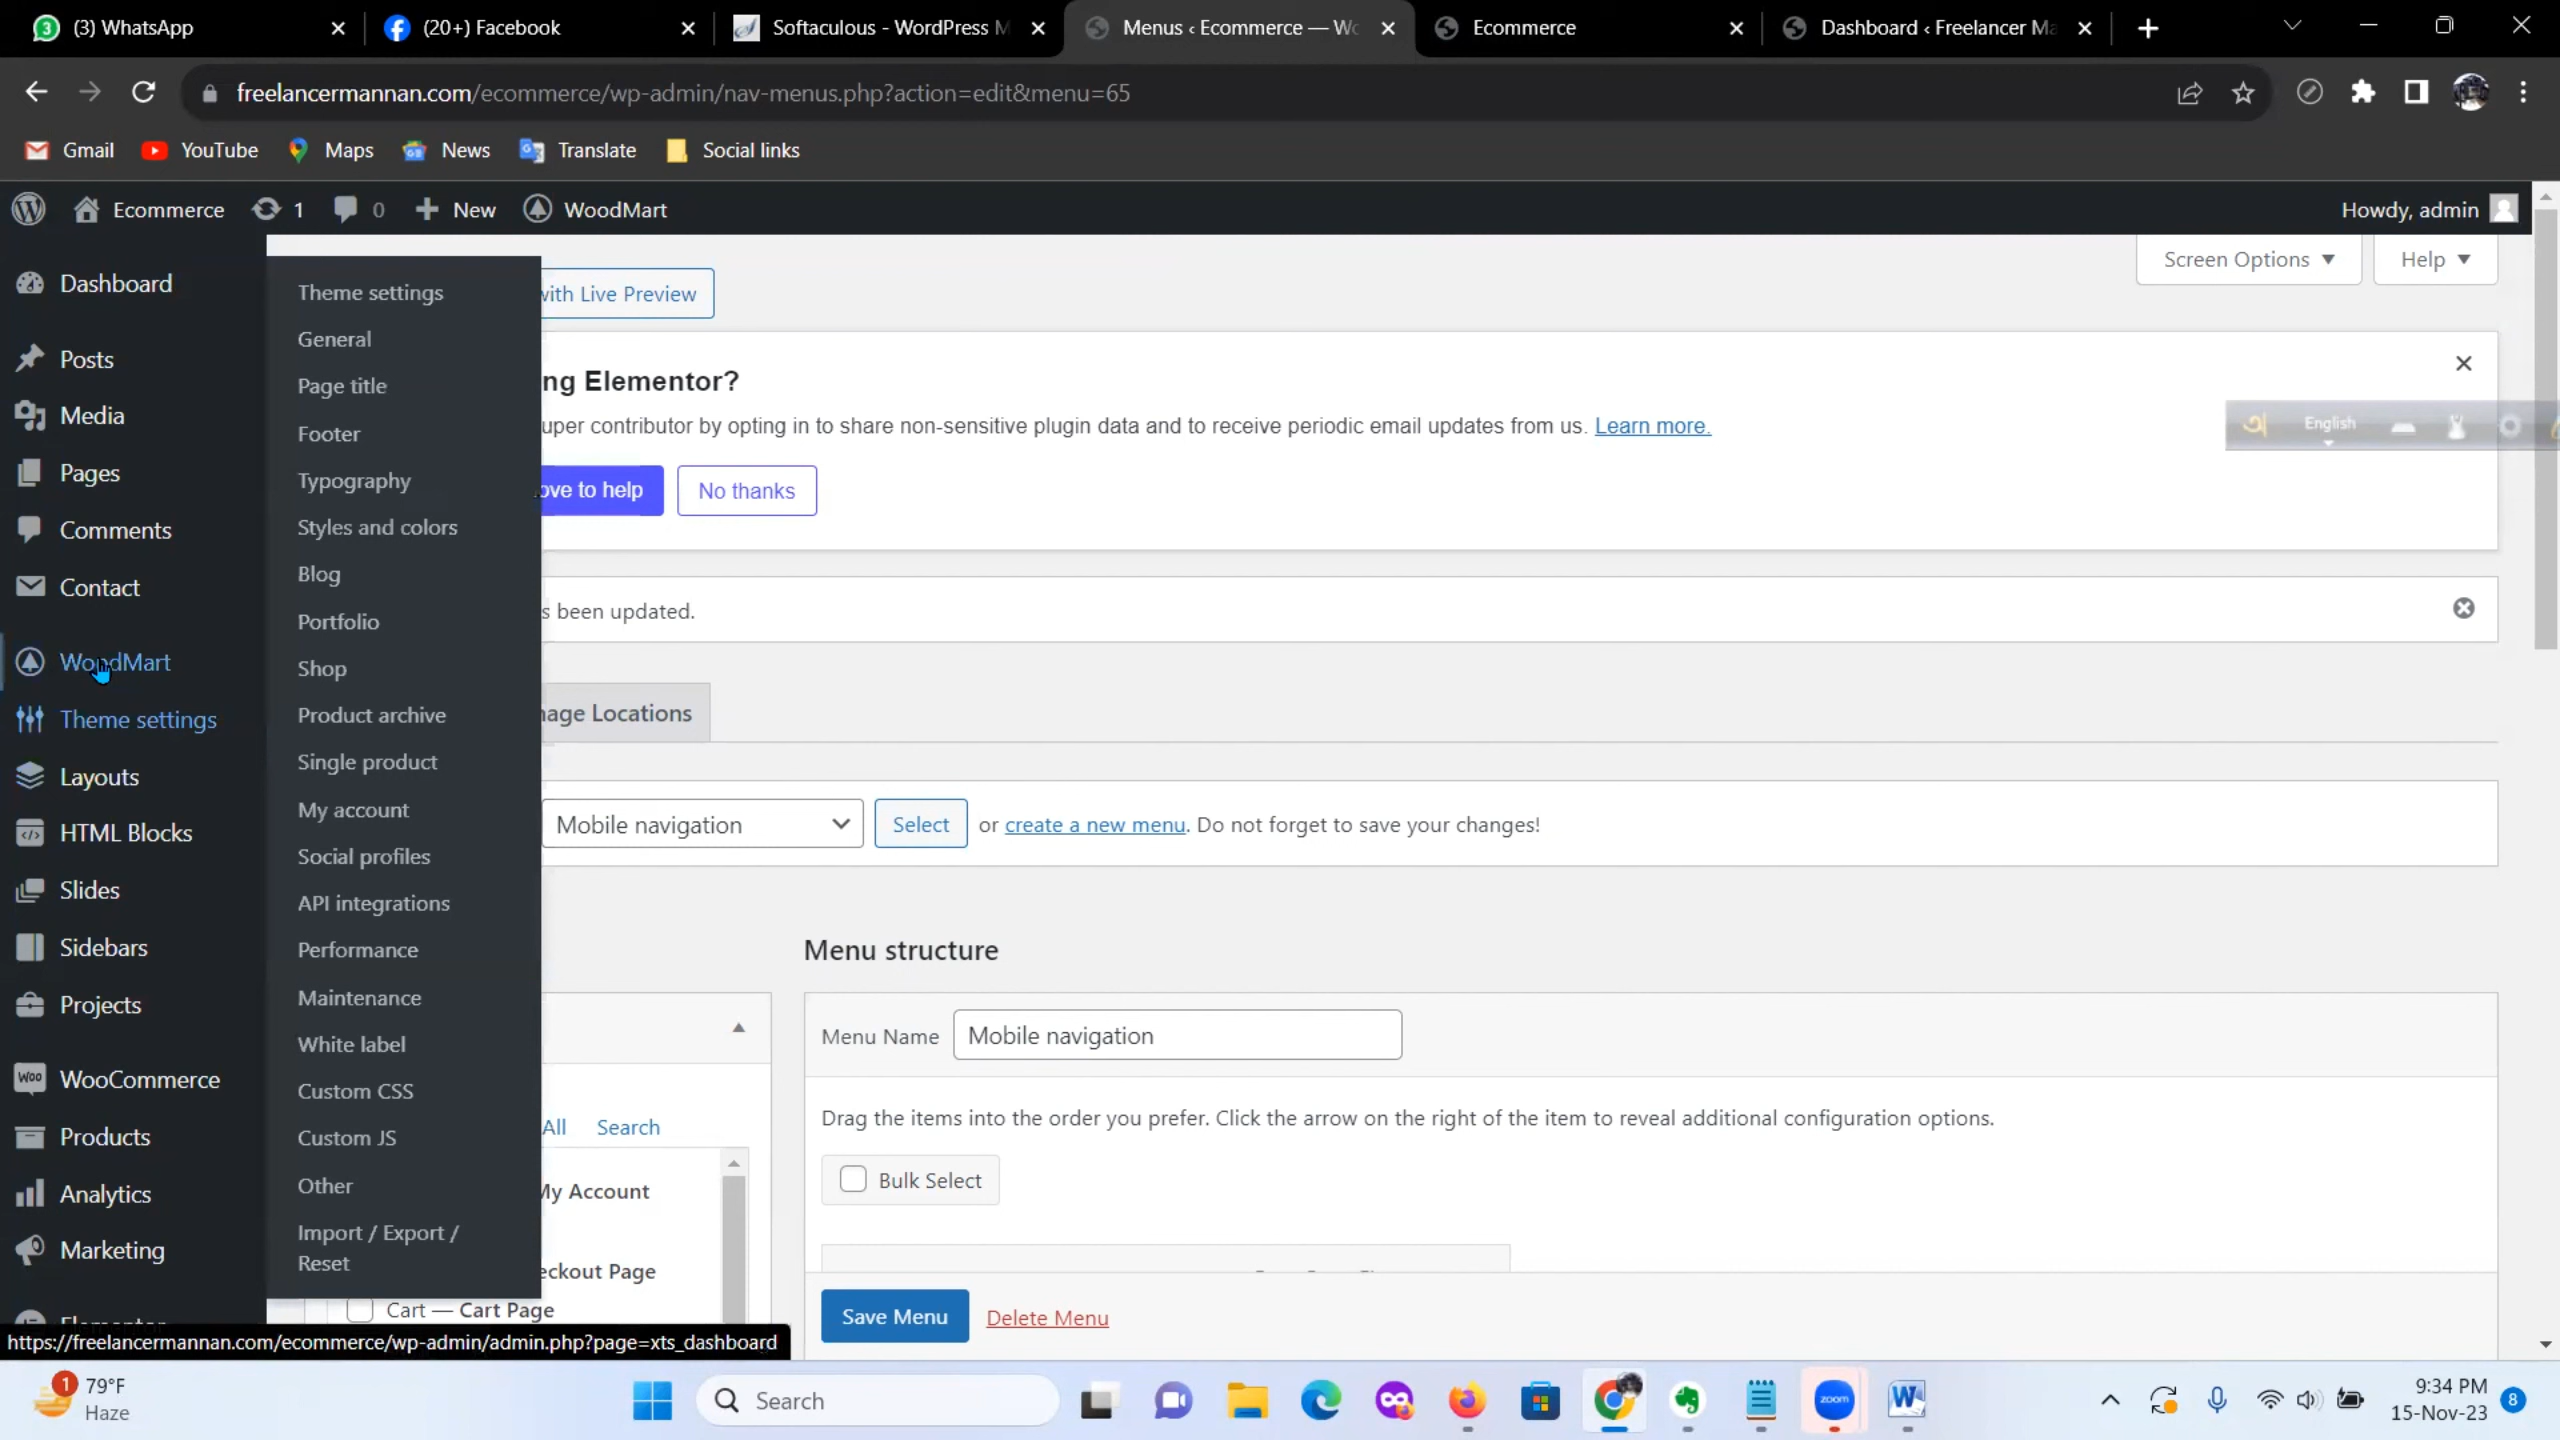 (3) WhatsApp
(20+) Facebook
Softaculous - WordPress M
Menus ‹ Ecommerce — Wo
Ecommerce
Dashboard ‹ Freelancer Ma
freelancermannan.com/ecommerce/wp-admin/nav-menus.php?action=edit&menu=65
Gmail
YouTube
Maps
News
Translate
Social links
Ecommerce
1
0
New
WoodMart
Howdy, admin
Dashboard
Posts
Media
Pages
Comments
Contact
WoodMart
Theme settings
Layouts
HTML Blocks
Slides
Sidebars
Projects
WooCommerce
Products
Analytics
Marketing
Elementor
Theme settings
General
Page title
Footer
Typography
Styles and colors
Blog
Portfolio
Shop
Product archive
Single product
My account
Social profiles
API integrations
Performance
Maintenance
White label
Custom CSS
Custom JS
Other
Import / Export /
Reset
with Live Preview
Screen Options
Help
ng Elementor?
uper contributor by opting in to share non-sensitive plugin data and to receive periodic email updates from us. Learn more.
ove to help
No thanks
অ English
s been updated.
nage Locations
Mobile navigation
Select
or create a new menu. Do not forget to save your changes!
Menu structure
Menu Name
Mobile navigation
Drag the items into the order you prefer. Click the arrow on the right of the item to reveal additional configuration options.
All
Search
Bulk Select
My Account
eckout Page
Cart — Cart Page
Save Menu
Delete Menu
https://freelancermannan.com/ecommerce/wp-admin/admin.php?page=xts_dashboard
1
79°F
Haze
Search
zoom
9:34 PM
15-Nov-23
8